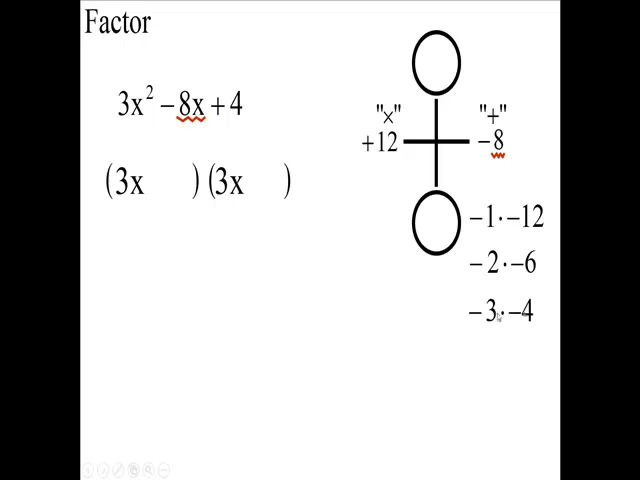 Factor
3x² − 8x + 4
"×" "+"
+12 −8
(3x ) (3x )
−1·−12
−2·−6
−3·−4